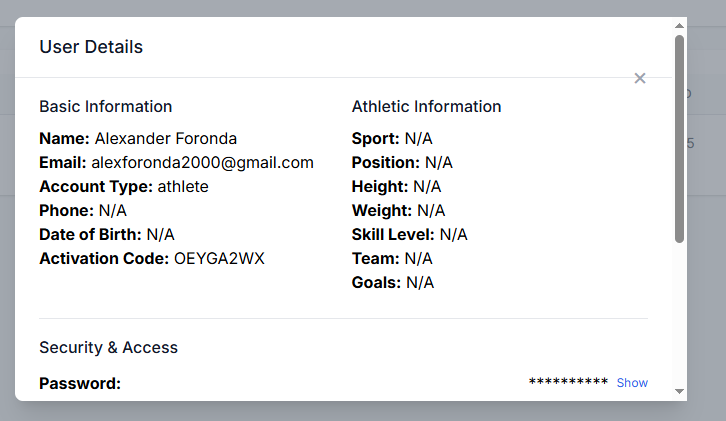 User Details
×
Basic Information
Name: Alexander Foronda
Email: alexforonda2000@gmail.com
Account Type: athlete
Phone: N/A
Date of Birth: N/A
Activation Code: OEYGA2WX
Athletic Information
Sport: N/A
Position: N/A
Height: N/A
Weight: N/A
Skill Level: N/A
Team: N/A
Goals: N/A
Security & Access
Password: ********** Show
5